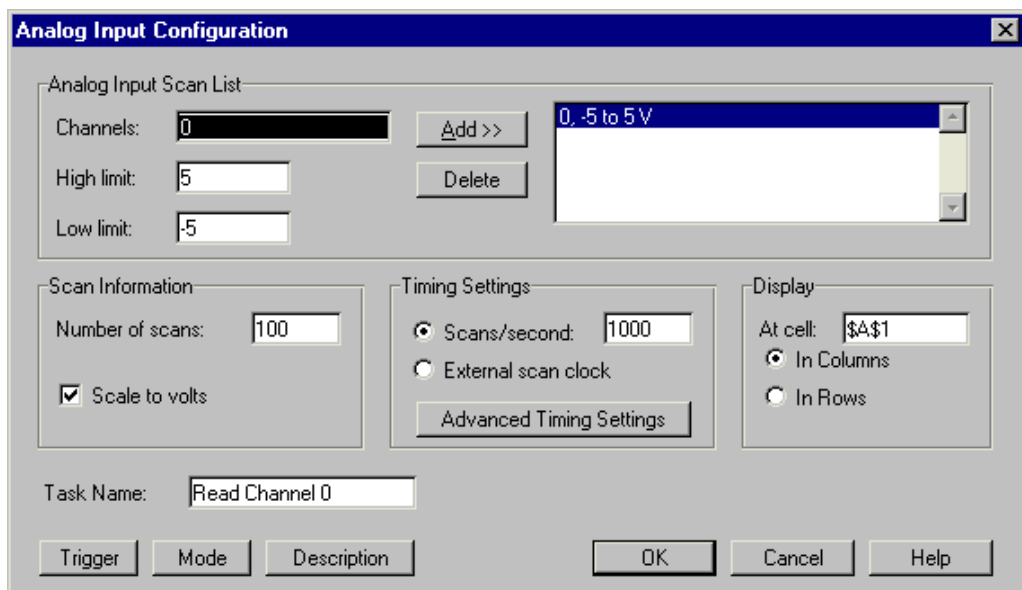 Analog Input Configuration
Analog Input Scan List
Channels: 0 Add >> 0, -5 to 5 V
High limit: 5 Delete
Low limit: -5
Scan Information Timing Settings Display
Number of scans: 100 Scans/second: 1000 At cell: $A$1
In Columns
External scan clock
Scale to volts In Rows
Advanced Timing Settings
Task Name: Read Channel 0
Trigger Mode Description OK Cancel Help